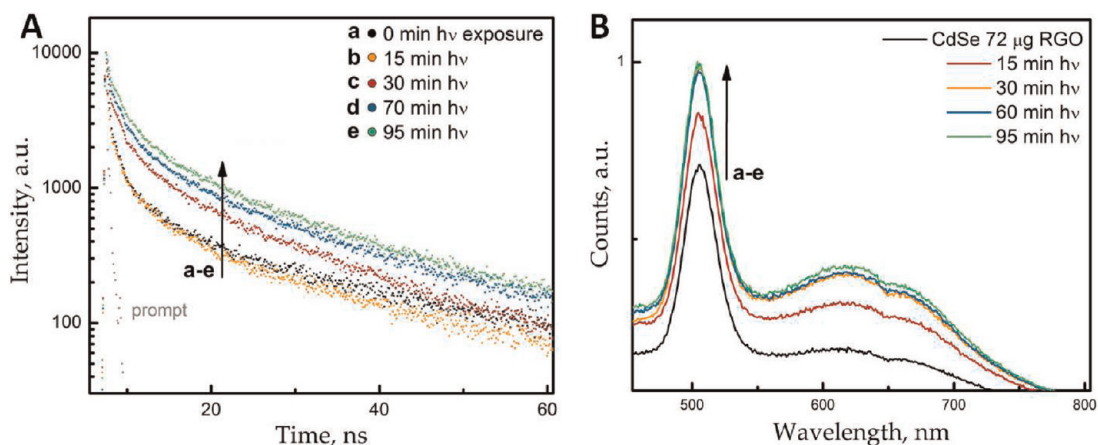 A
a 0 min hν exposure
b 15 min hν
c 30 min hν
d 70 min hν
e 95 min hν
10000
1000
100
Intensity, a.u.
a-e
prompt
20
40
60
Time, ns
B
CdSe 72 μg RGO
15 min hν
30 min hν
60 min hν
95 min hν
1
Counts, a.u.
a-e
500
600
700
800
Wavelength, nm